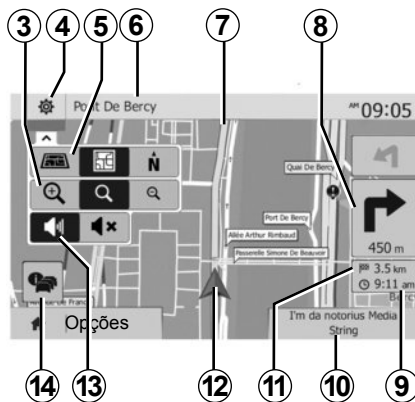 3 4 5 6 7 8
Pont De Bercy AM 09:05
N
Quai De Bercy
Port De Bercy
Allée Arthur Rimbaud
Passerelle Simone De Beauvoir
450 m
3.5 km
9:11 am
Opções
I'm da notorius Media
String
14 13 12 11 10 9